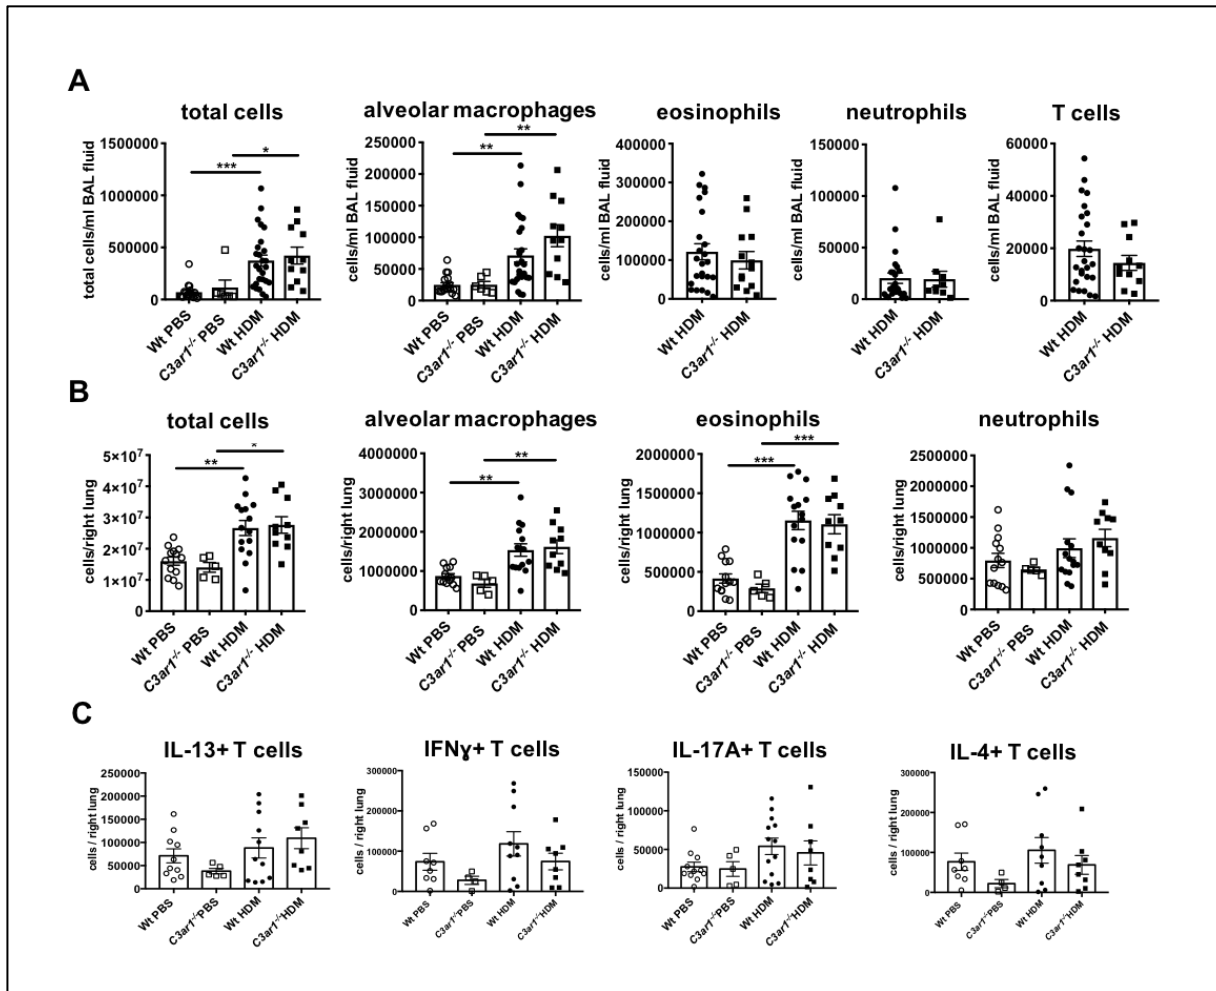 A
total cells
alveolar macrophages
eosinophils
neutrophils
T cells
total cells/ml BAL fluid
1500000
1000000
500000
0
***
*
Wt PBS
C3ar1-/- PBS
Wt HDM
C3ar1-/- HDM
cells/ml BAL fluid
250000
200000
150000
100000
50000
0
**
**
Wt PBS
C3ar1-/- PBS
Wt HDM
C3ar1-/- HDM
cells/ml BAL fluid
400000
300000
200000
100000
0
Wt HDM
C3ar1-/- HDM
cells/ml BAL fluid
150000
100000
50000
0
Wt HDM
C3ar1-/- HDM
cells/ml BAL fluid
60000
40000
20000
0
Wt HDM
C3ar1-/- HDM
B
total cells
alveolar macrophages
eosinophils
neutrophils
cells/right lung
5×10⁷
4×10⁷
3×10⁷
2×10⁷
1×10⁷
0
**
*
Wt PBS
C3ar1-/- PBS
Wt HDM
C3ar1-/- HDM
cells/right lung
4000000
3000000
2000000
1000000
0
**
**
Wt PBS
C3ar1-/- PBS
Wt HDM
C3ar1-/- HDM
cells/right lung
2000000
1500000
1000000
500000
0
***
***
Wt PBS
C3ar1-/- PBS
Wt HDM
C3ar1-/- HDM
cells/right lung
2500000
2000000
1500000
1000000
500000
0
Wt PBS
C3ar1-/- PBS
Wt HDM
C3ar1-/- HDM
C
IL-13+ T cells
IFNɣ+ T cells
IL-17A+ T cells
IL-4+ T cells
cells / right lung
250000
200000
150000
100000
50000
0
Wt PBS
C3ar1-/-PBS
Wt HDM
C3ar1-/-HDM
cells / right lung
300000
200000
100000
0
Wt PBS
C3ar1-/-PBS
Wt HDM
C3ar1-/-HDM
cells / right lung
150000
100000
50000
0
Wt PBS
C3ar1-/-PBS
Wt HDM
C3ar1-/-HDM
cells / right lung
300000
200000
100000
0
Wt PBS
C3ar1-/-PBS
Wt HDM
C3ar1-/-HDM